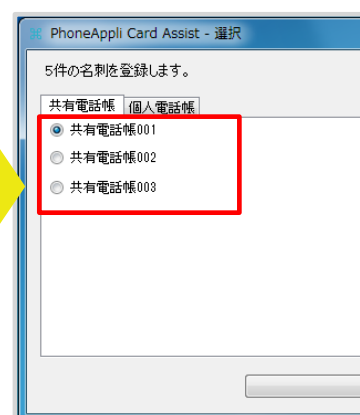 PhoneAppli Card Assist - 選択
5件の名刺を登録します。
共有電話帳 個人電話帳
共有電話帳001
共有電話帳002
共有電話帳003